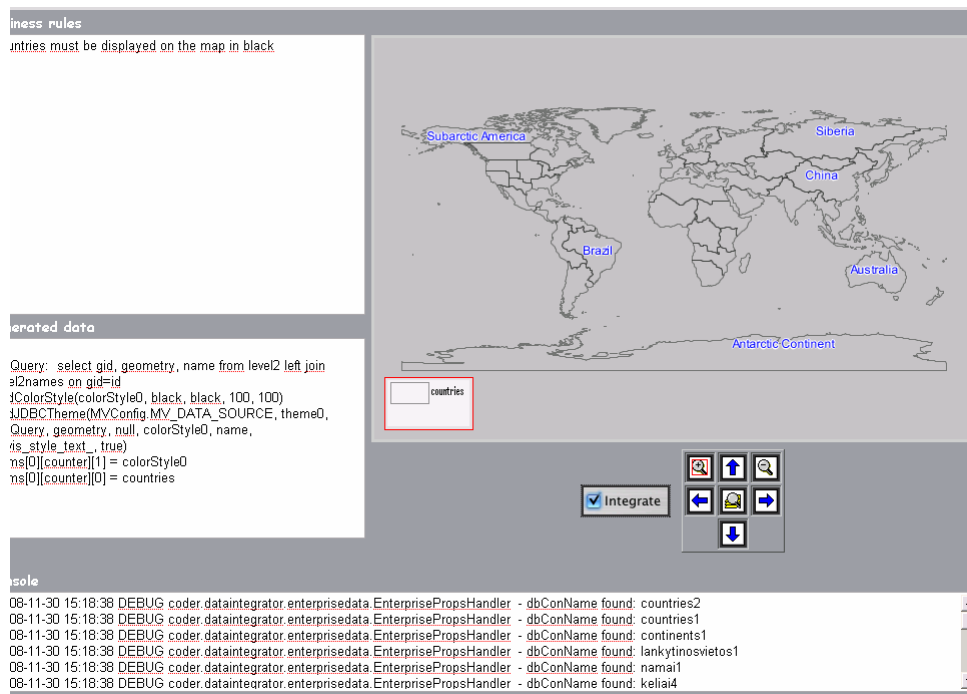 iness rules
untries must be displayed on the map in black
Subarctic America
Siberia
China
Brazil
Australia
Antarctic Continent
countries
erated data
Query: select gid, geometry, name from level2 left join
el2names on gid=id
dColorStyle(colorStyle0, black, black, 100, 100)
dJDBCTheme(MVConfig.MV_DATA_SOURCE, theme0,
Query, geometry, null, colorStyle0, name,
vis_style_text_, true)
ms[0][counter][1] = colorStyle0
ms[0][counter][0] = countries
Integrate
nsole
08-11-30 15:18:38 DEBUG coder.dataintegrator.enterprisedata.EnterprisePropsHandler - dbConName found: countries2
08-11-30 15:18:38 DEBUG coder.dataintegrator.enterprisedata.EnterprisePropsHandler - dbConName found: countries1
08-11-30 15:18:38 DEBUG coder.dataintegrator.enterprisedata.EnterprisePropsHandler - dbConName found: continents1
08-11-30 15:18:38 DEBUG coder.dataintegrator.enterprisedata.EnterprisePropsHandler - dbConName found: lankytinosvietos1
08-11-30 15:18:38 DEBUG coder.dataintegrator.enterprisedata.EnterprisePropsHandler - dbConName found: namai1
08-11-30 15:18:38 DEBUG coder.dataintegrator.enterprisedata.EnterprisePropsHandler - dbConName found: keliai4